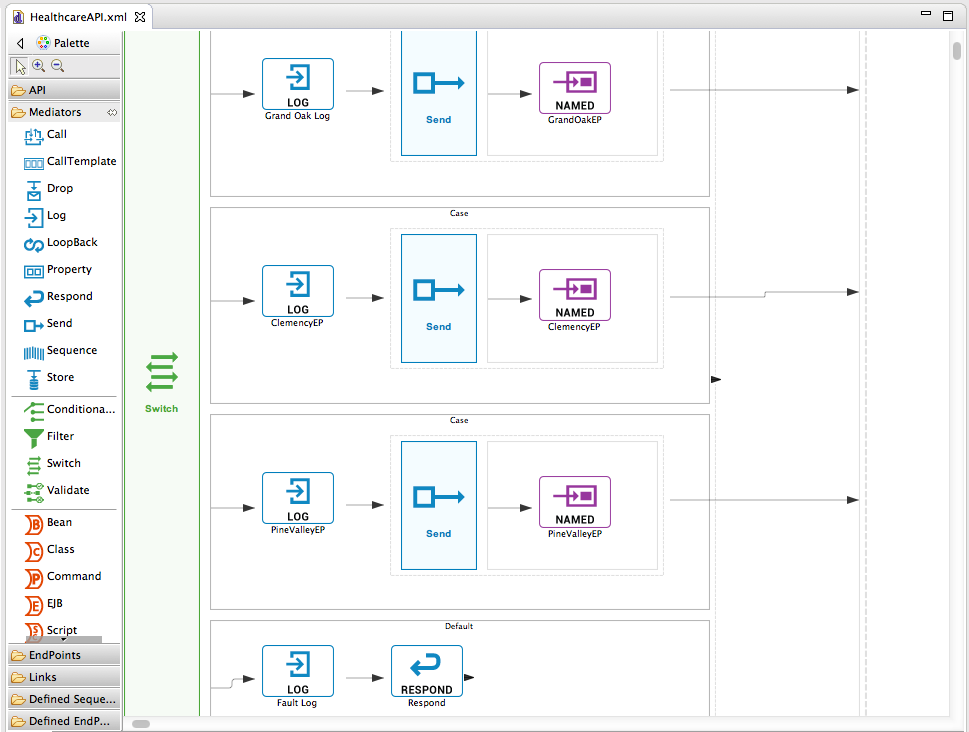 HealthcareAPI.xml
Palette
API
Mediators
Call
CallTemplate
Drop
Log
LoopBack
Property
Respond
Send
Sequence
Store
Conditiona...
Filter
Switch
Validate
Bean
Class
Command
EJB
Script
EndPoints
Links
Defined Seque...
Defined EndP...
Switch
LOG
Grand Oak Log
Send
NAMED
GrandOakEP
Case
LOG
ClemencyEP
Send
NAMED
ClemencyEP
Case
LOG
PineValleyEP
Send
NAMED
PineValleyEP
Default
LOG
Fault Log
RESPOND
Respond